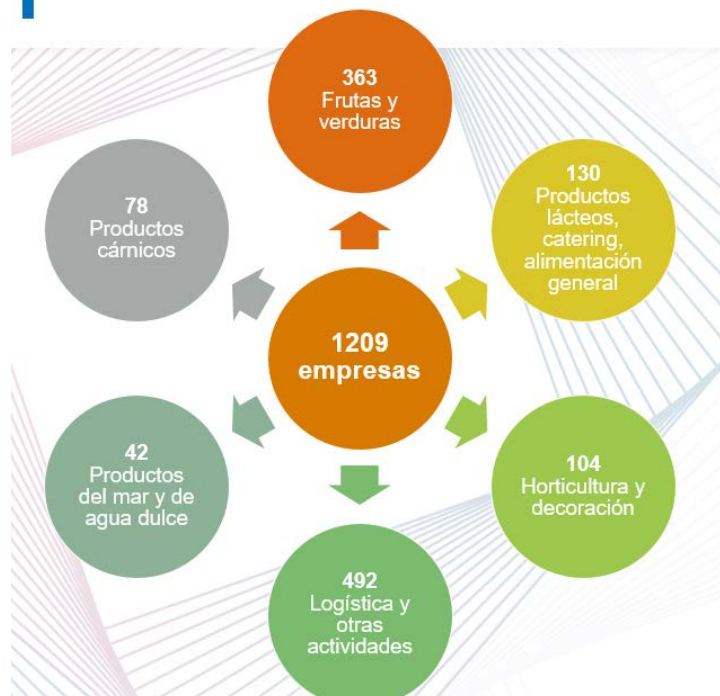 363
Frutas y
verduras
130
Productos
lácteos,
catering,
alimentación
general
104
Horticultura y
decoración
492
Logística y
otras
actividades
42
Productos
del mar y de
agua dulce
78
Productos
cárnicos
1209
empresas